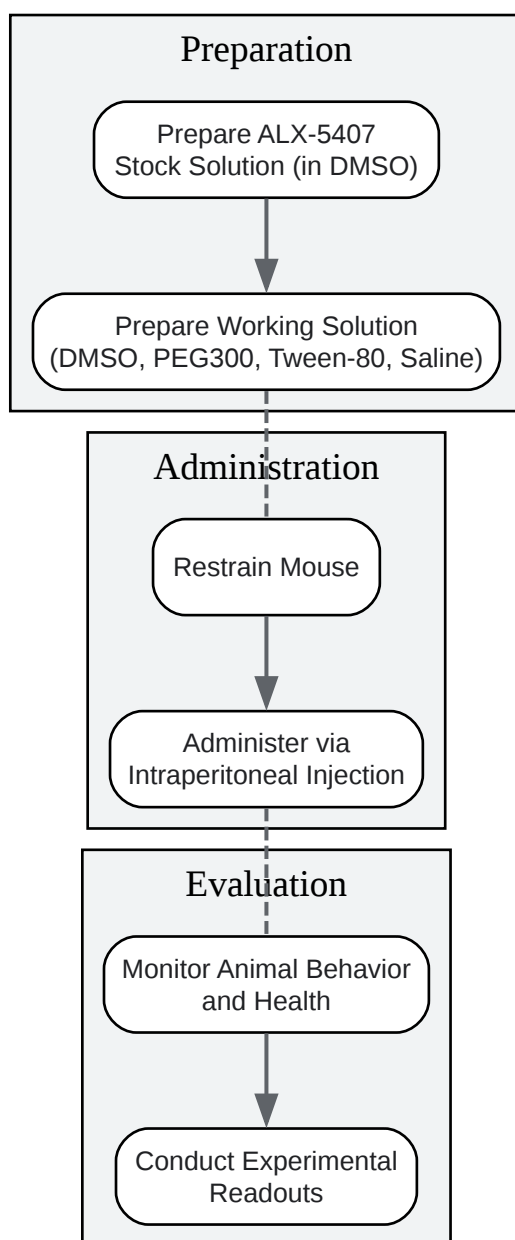 Preparation
Prepare ALX-5407
Stock Solution (in DMSO)
Prepare Working Solution
(DMSO, PEG300, Tween-80, Saline)
Administration
Restrain Mouse
Administer via
Intraperitoneal Injection
Evaluation
Monitor Animal Behavior
and Health
Conduct Experimental
Readouts